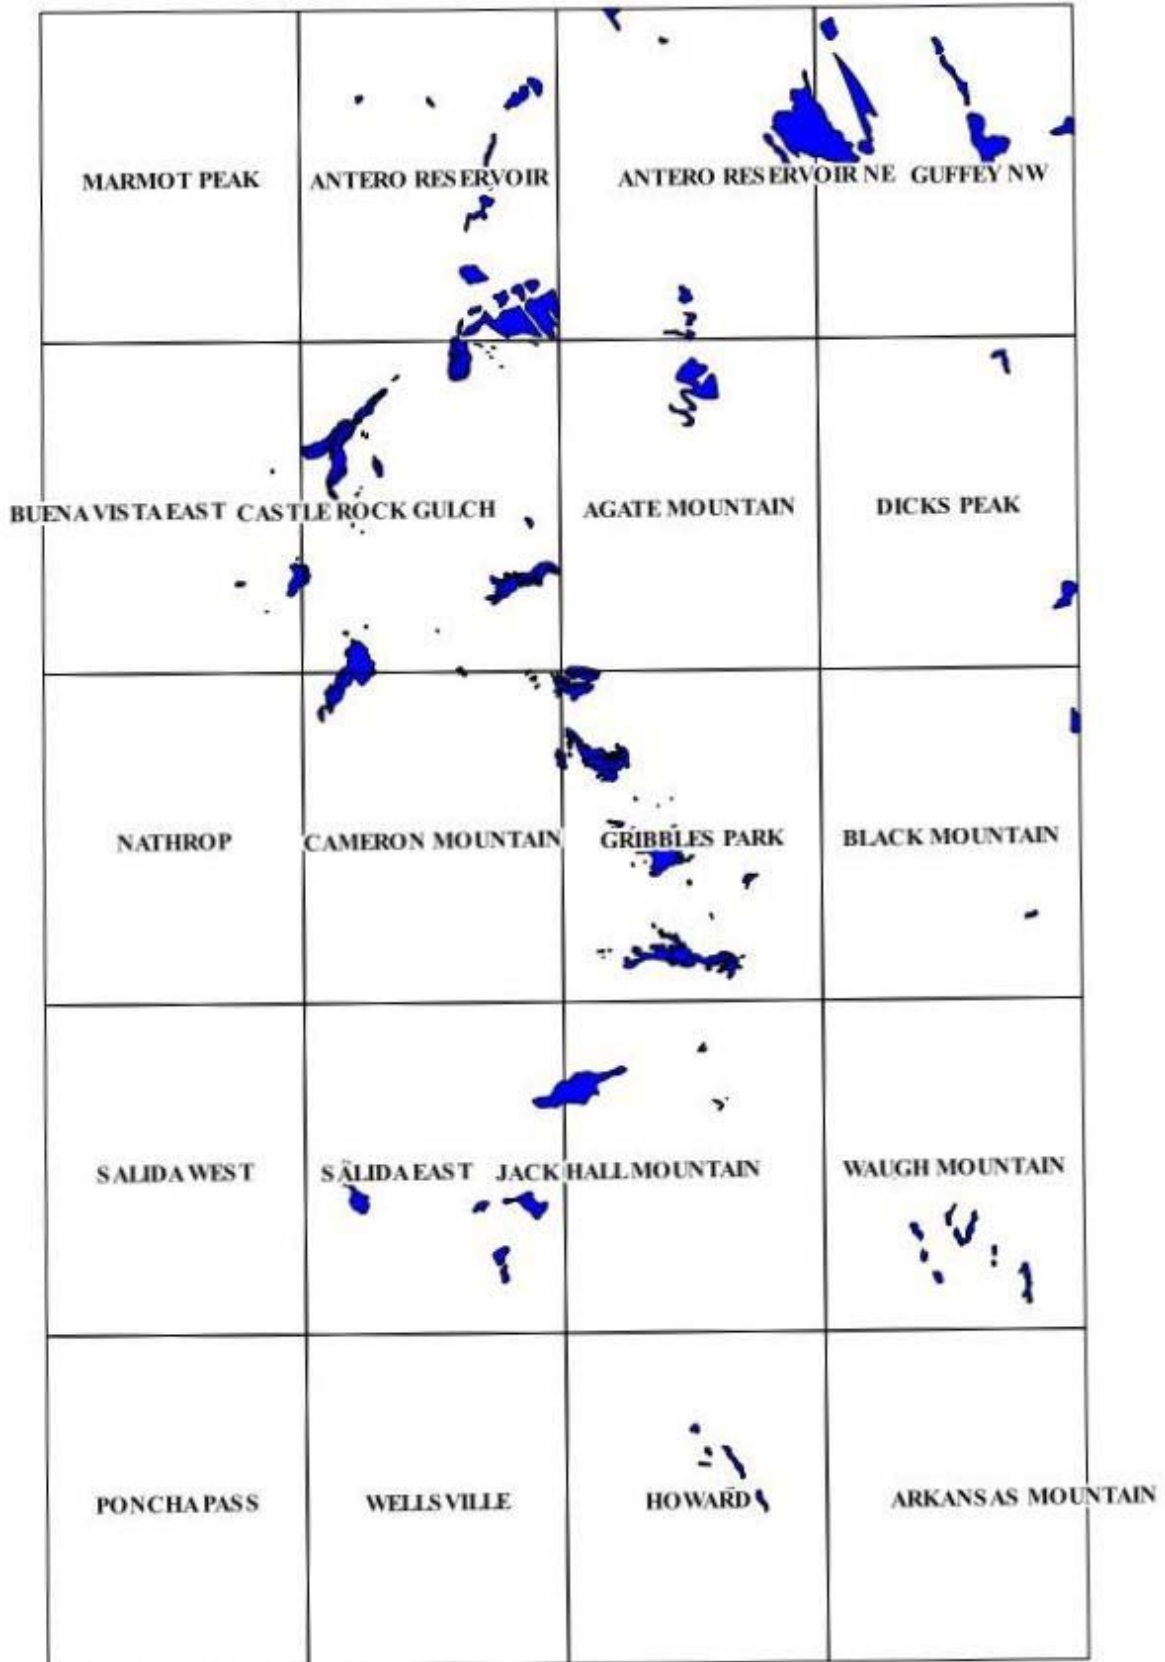 MARMOT PEAK
ANTERO RESERVOIR
ANTERO RESERVOIR NE
GUFFEY NW
BUENA VISTA EAST
CASTLE ROCK GULCH
AGATE MOUNTAIN
DICKS PEAK
NATHROP
CAMERON MOUNTAIN
GRIBBLES PARK
BLACK MOUNTAIN
SALIDA WEST
SALIDA EAST
JACK HALL MOUNTAIN
WAUGH MOUNTAIN
PONCHA PASS
WELLSVILLE
HOWARD
ARKANSAS MOUNTAIN